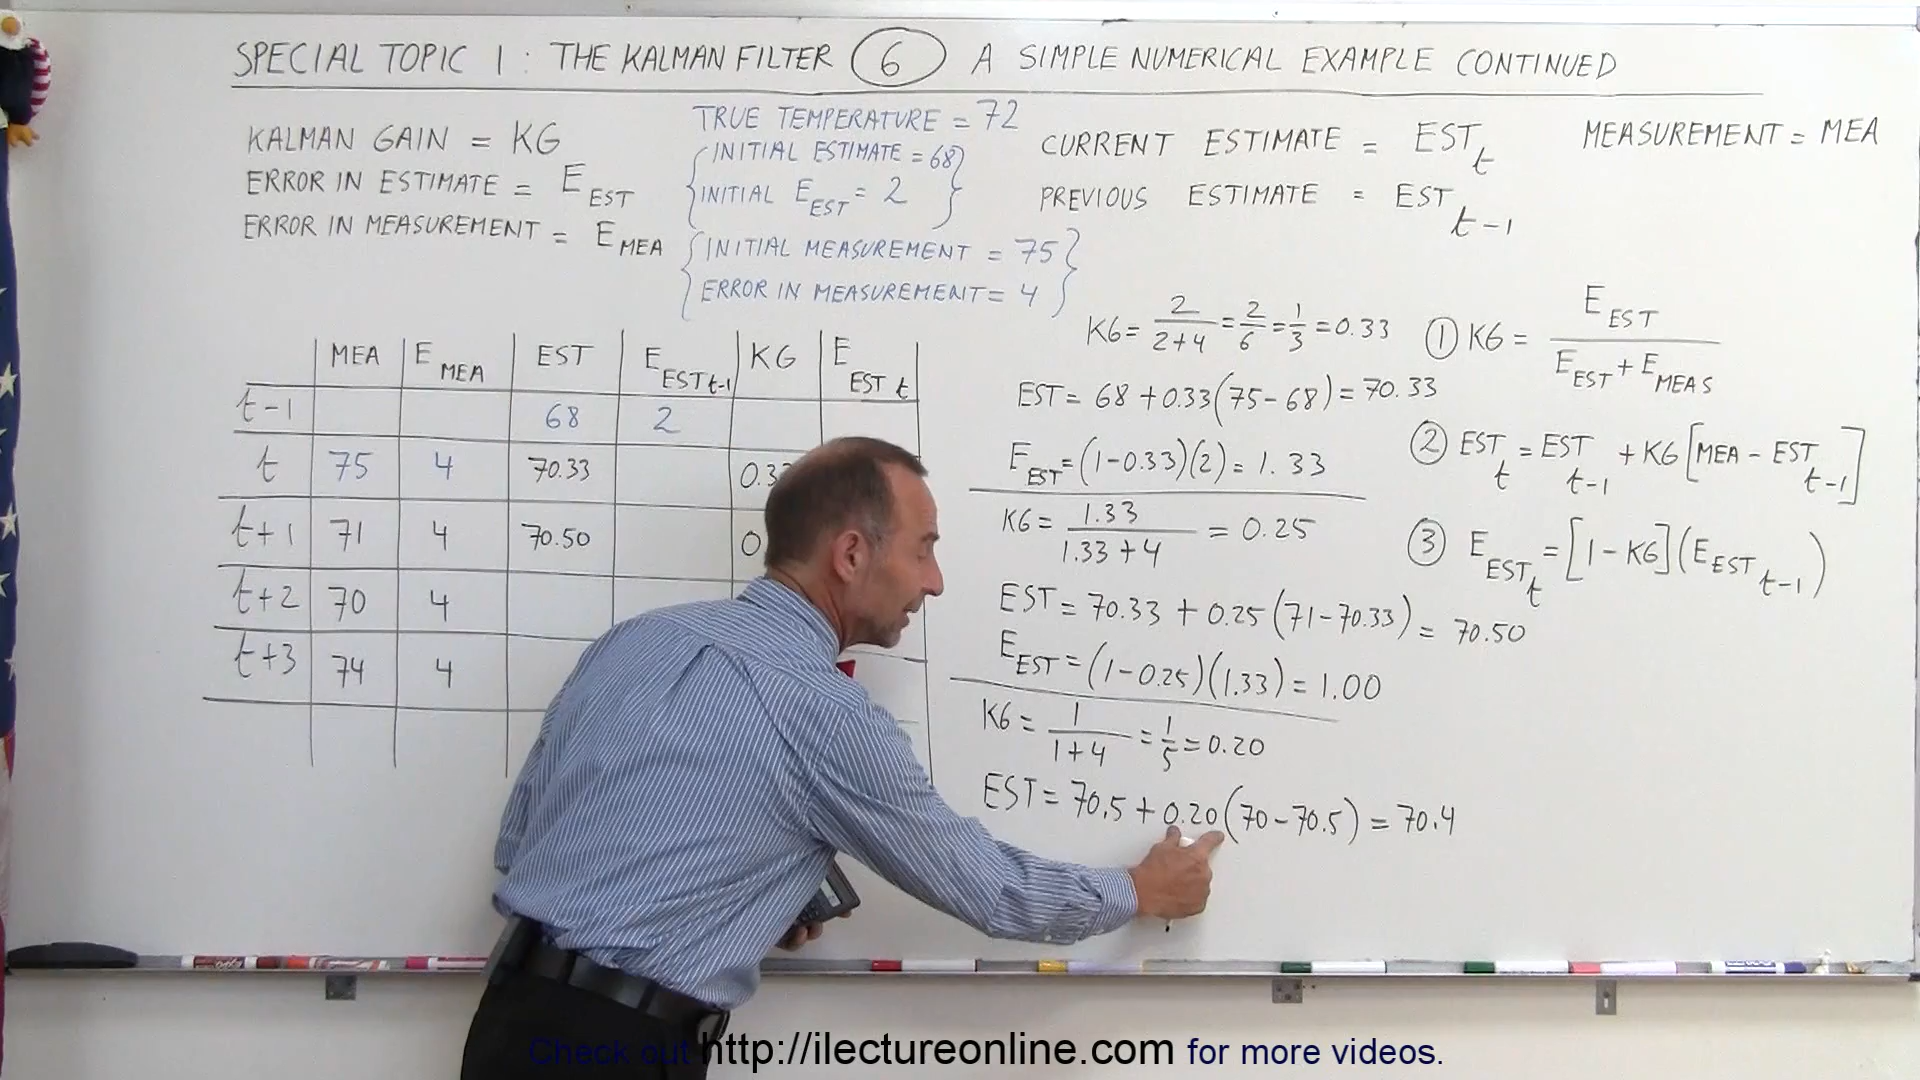 SPECIAL TOPIC 1: THE KALMAN FILTER 6 A SIMPLE NUMERICAL EXAMPLE CONTINUED
KALMAN GAIN = KG
ERROR IN ESTIMATE = E EST
ERROR IN MEASUREMENT = E MEA
TRUE TEMPERATURE = 72
{INITIAL ESTIMATE = 68}
{INITIAL E EST = 2}
{INITIAL MEASUREMENT = 75}
{ERROR IN MEASUREMENT = 4}
CURRENT ESTIMATE = EST t
PREVIOUS ESTIMATE = EST t-1
MEASUREMENT = MEA
MEA E MEA EST E EST t-1 KG E EST t
t-1 68 2
t 75 4 70.33 0.33
t+1 71 4 70.50 0
t+2 70 4
t+3 74 4
KG = 2/(2+4) = 2/6 = 1/3 = 0.33
EST = 68 + 0.33(75-68) = 70.33
E EST = (1-0.33)(2) = 1.33
KG = 1.33/(1.33+4) = 0.25
EST = 70.33 + 0.25(71-70.33) = 70.50
E EST = (1-0.25)(1.33) = 1.00
KG = 1/(1+4) = 1/5 = 0.20
EST = 70.5 + 0.20(70-70.5) = 70.4
① KG = E EST/(E EST + E MEAS)
② EST t = EST t-1 + KG[MEA - EST t-1]
③ E EST t = [1-KG](E EST t-1)
Check out http://ilectureonline.com for more videos.